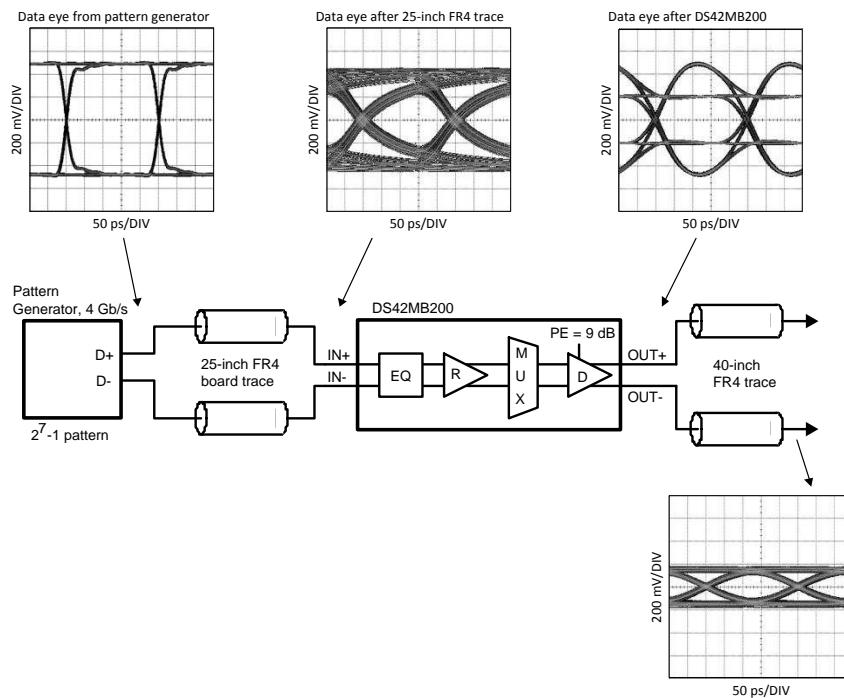 Data eye from pattern generator
Data eye after 25-inch FR4 trace
Data eye after DS42MB200
200 mV/DIV
200 mV/DIV
200 mV/DIV
50 ps/DIV
50 ps/DIV
50 ps/DIV
Pattern
Generator, 4 Gb/s
D+
D-
2^7-1 pattern
25-inch FR4
board trace
DS42MB200
IN+
IN-
EQ
R
M
U
X
PE = 9 dB
D
OUT+
OUT-
40-inch
FR4 trace
200 mV/DIV
50 ps/DIV